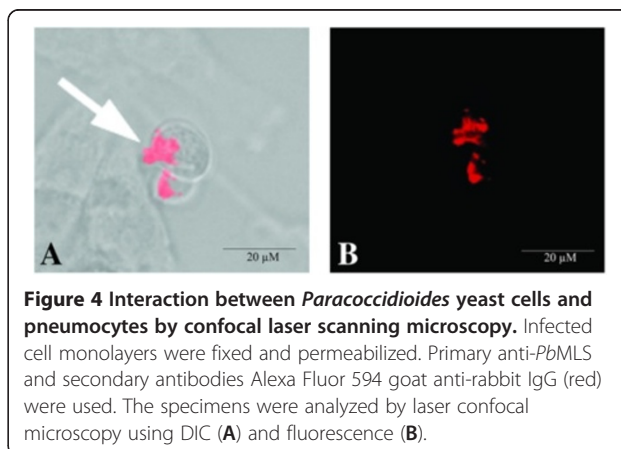 A
20 µM
B
20 µM
Figure 4 Interaction between Paracoccidioides yeast cells and
pneumocytes by confocal laser scanning microscopy. Infected
cell monolayers were fixed and permeabilized. Primary anti-PbMLS
and secondary antibodies Alexa Fluor 594 goat anti-rabbit IgG (red)
were used. The specimens were analyzed by laser confocal
microscopy using DIC (A) and fluorescence (B).